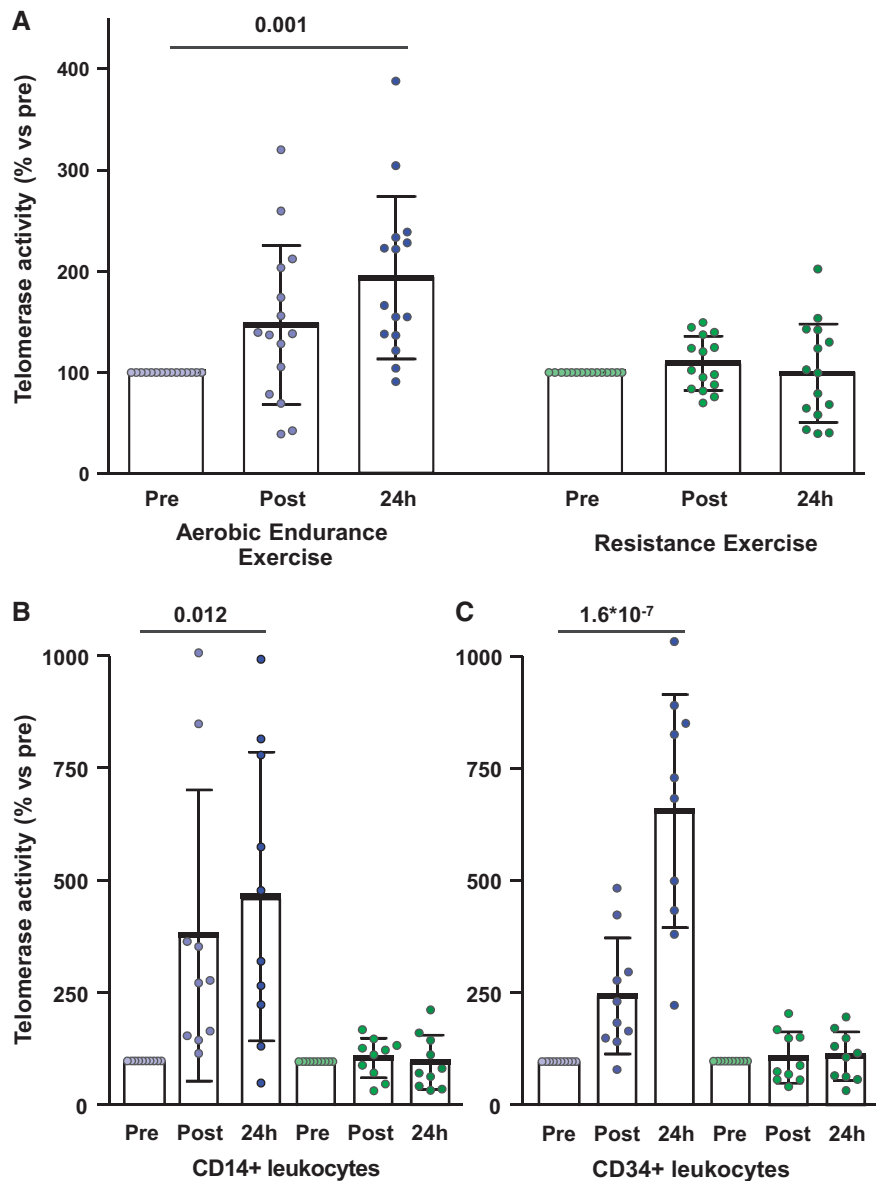 A
0.001
Telomerase activity (% vs pre)
400
300
200
100
0
Pre Post 24h Pre Post 24h
Aerobic Endurance
Exercise
Resistance Exercise
B
0.012
Telomerase activity (% vs pre)
1000
750
500
250
0
Pre Post 24h Pre Post 24h
CD14+ leukocytes
C
1.6*10-7
1000
750
500
250
0
Pre Post 24h Pre Post 24h
CD34+ leukocytes